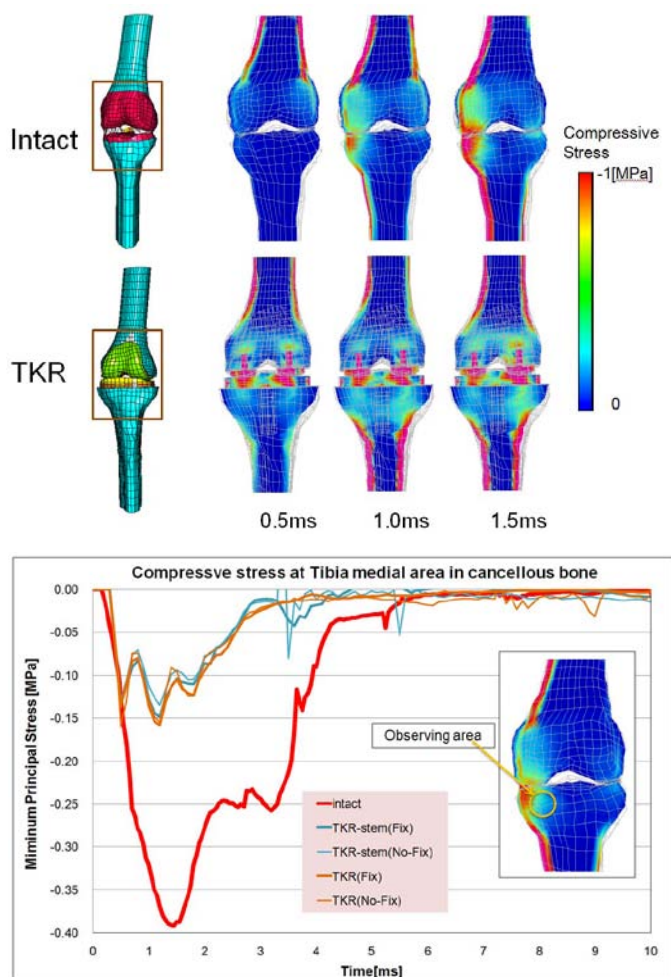 Intact
Compressive
Stress
-1[MPa]
0
TKR
0.5ms
1.0ms
1.5ms
Compressve stress at Tibia medial area in cancellous bone
Miminum Principal Stress [MPa]
0.00
-0.05
-0.10
-0.15
-0.20
-0.25
-0.30
-0.35
-0.40
Observing area
intact
TKR-stem(Fix)
TKR-stem(No-Fix)
TKR(Fix)
TKR(No-Fix)
0 1 2 3 4 5 6 7 8 9 10
Time[ms]